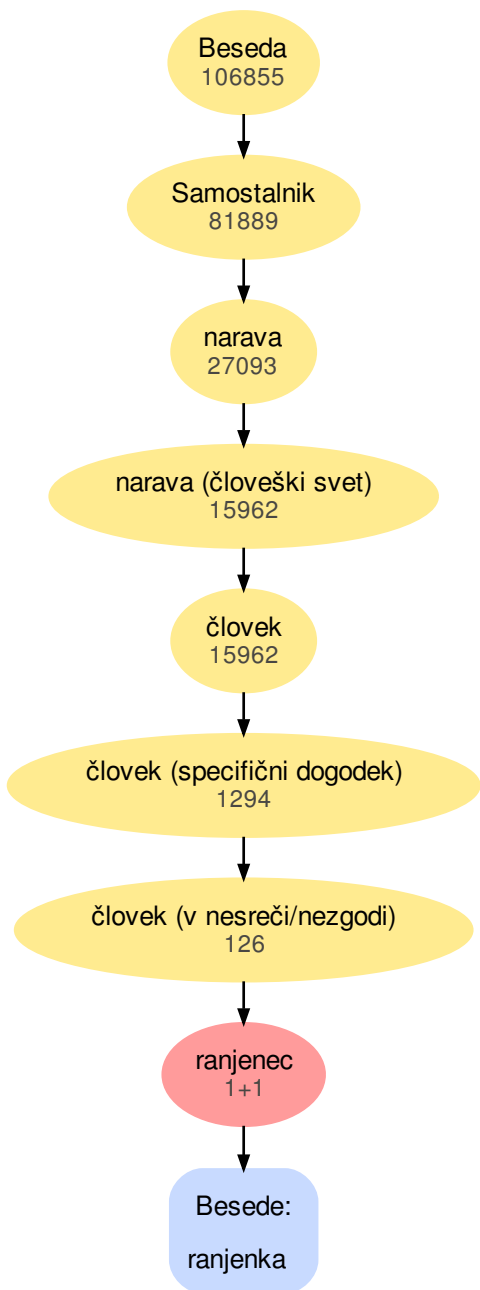 Beseda
106855
Samostalnik
81889
narava
27093
narava (človeški svet)
15962
človek
15962
človek (specifični dogodek)
1294
človek (v nesreči/nezgodi)
126
ranjenec
1+1
Besede:
ranjenka